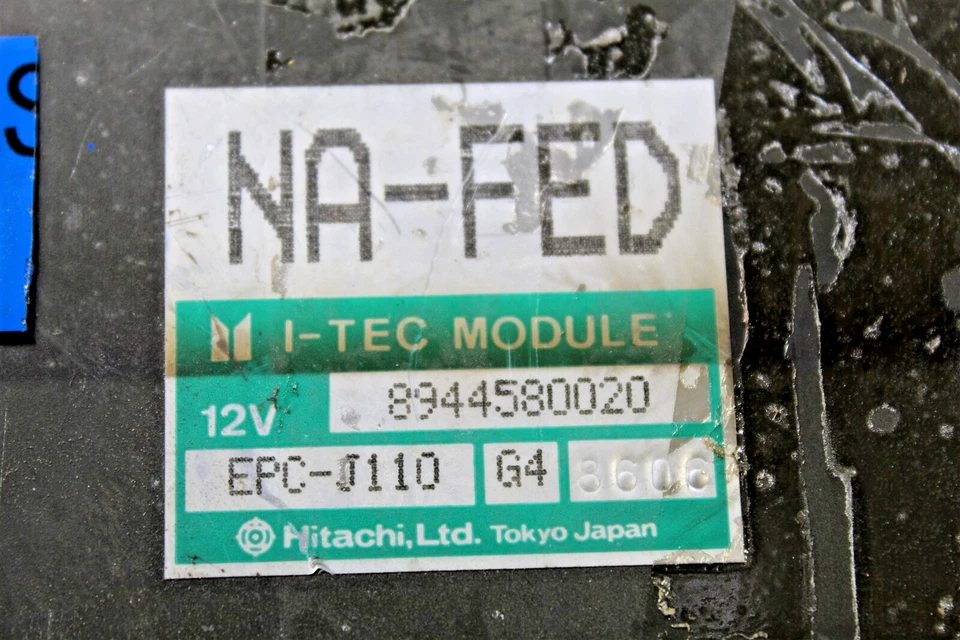 S
NA-FED
I-TEC MODULE
12V 8944580020
EPC-0110 G4 8606
Hitachi, Ltd. Tokyo Japan